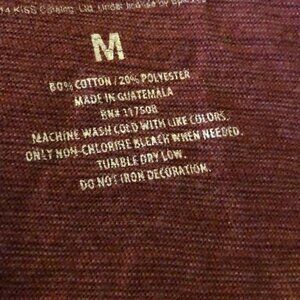 KISS Catalog, Ltd. Under license by
M
80% COTTON / 20% POLYESTER
MADE IN GUATEMALA
RN# 117508
MACHINE WASH COLD WITH LIKE COLORS.
ONLY NON-CHLORINE BLEACH WHEN NEEDED.
TUMBLE DRY LOW.
DO NOT IRON DECORATION.